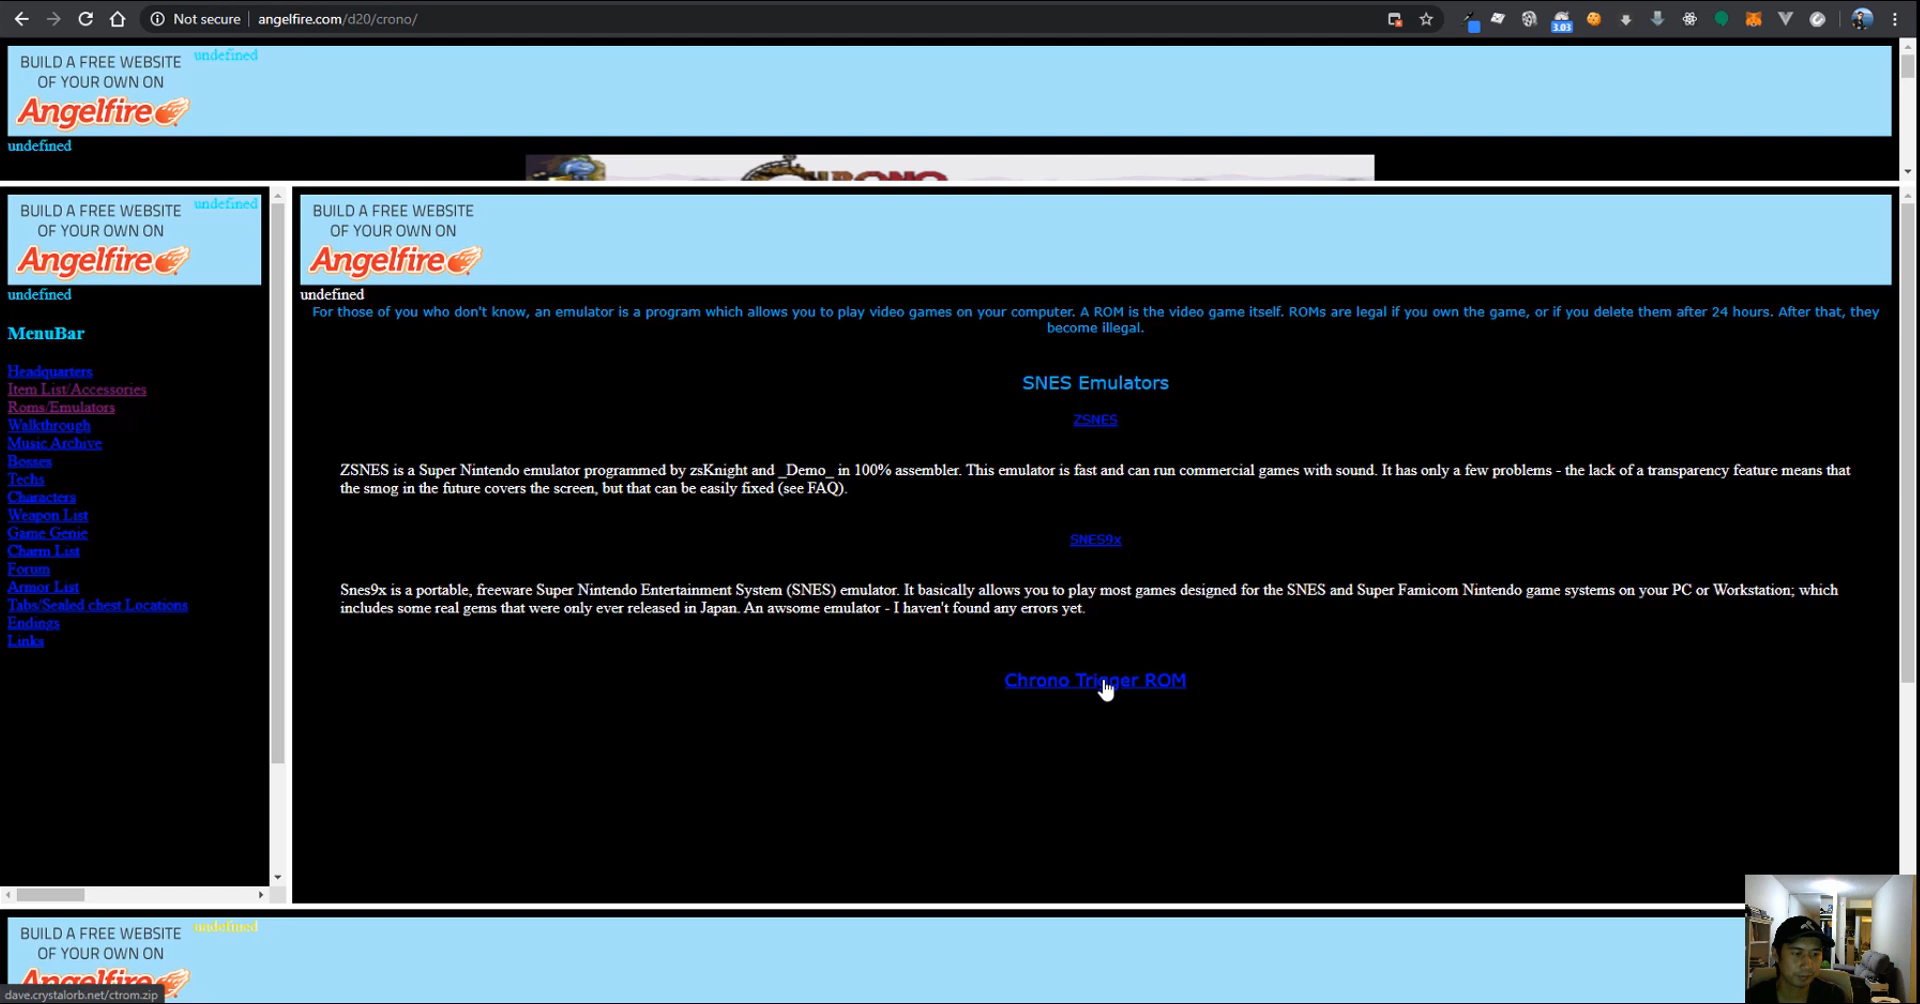 Not secure
angelfire.com/d20/crono/
3.03
BUILD A FREE WEBSITE
OF YOUR OWN ON
Angelfire
undefined
undefined
CHRONO
BUILD A FREE WEBSITE
OF YOUR OWN ON
Angelfire
undefined
undefined
MenuBar
Headquarters
Item List/Accessories
Roms/Emulators
Walkthrough
Music Archive
Bosses
Techs
Characters
Weapon List
Game Genie
Charm List
Forum
Armor List
Tabs/Sealed chest Locations
Endings
Links
BUILD A FREE WEBSITE
OF YOUR OWN ON
Angelfire
undefined
For those of you who don't know, an emulator is a program which allows you to play video games on your computer. A ROM is the video game itself. ROMs are legal if you own the game, or if you delete them after 24 hours. After that, they
become illegal.
SNES Emulators
ZSNES
ZSNES is a Super Nintendo emulator programmed by zsKnight and _Demo_ in 100% assembler. This emulator is fast and can run commercial games with sound. It has only a few problems - the lack of a transparency feature means that
the smog in the future covers the screen, but that can be easily fixed (see FAQ).
SNES9x
Snes9x is a portable, freeware Super Nintendo Entertainment System (SNES) emulator. It basically allows you to play most games designed for the SNES and Super Famicom Nintendo game systems on your PC or Workstation; which
includes some real gems that were only ever released in Japan. An awsome emulator - I haven't found any errors yet.
Chrono Trigger ROM
BUILD A FREE WEBSITE
OF YOUR OWN ON
Angelfire
undefined
dave.crystalorb.net/ctrom.zip